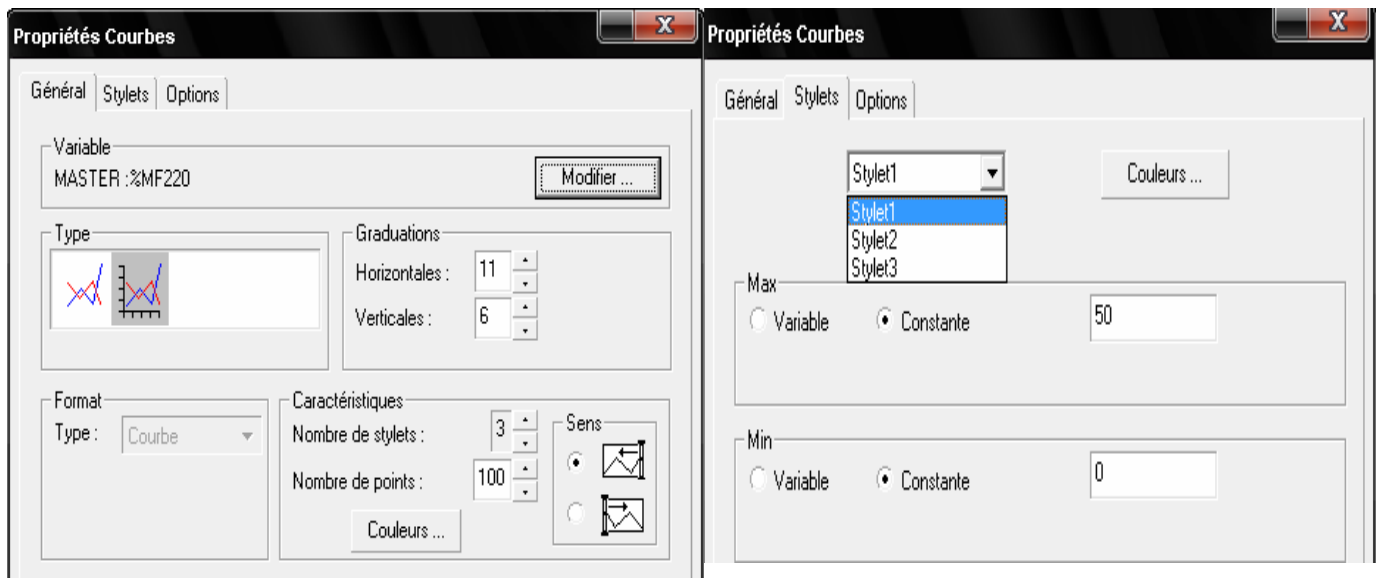 Propriétés Courbes
Général Stylets Options
Variable
MASTER :%MF220 Modifier ...
Type
Graduations
Horizontales : 11
Verticales : 6
Format
Type : Courbe
Caractéristiques
Nombre de stylets : 3
Nombre de points : 100
Couleurs ...
Sens
Propriétés Courbes
Général Stylets Options
Stylet1 Couleurs ...
Stylet1
Stylet2
Stylet3
Max
Variable Constante 50
Min
Variable Constante 0